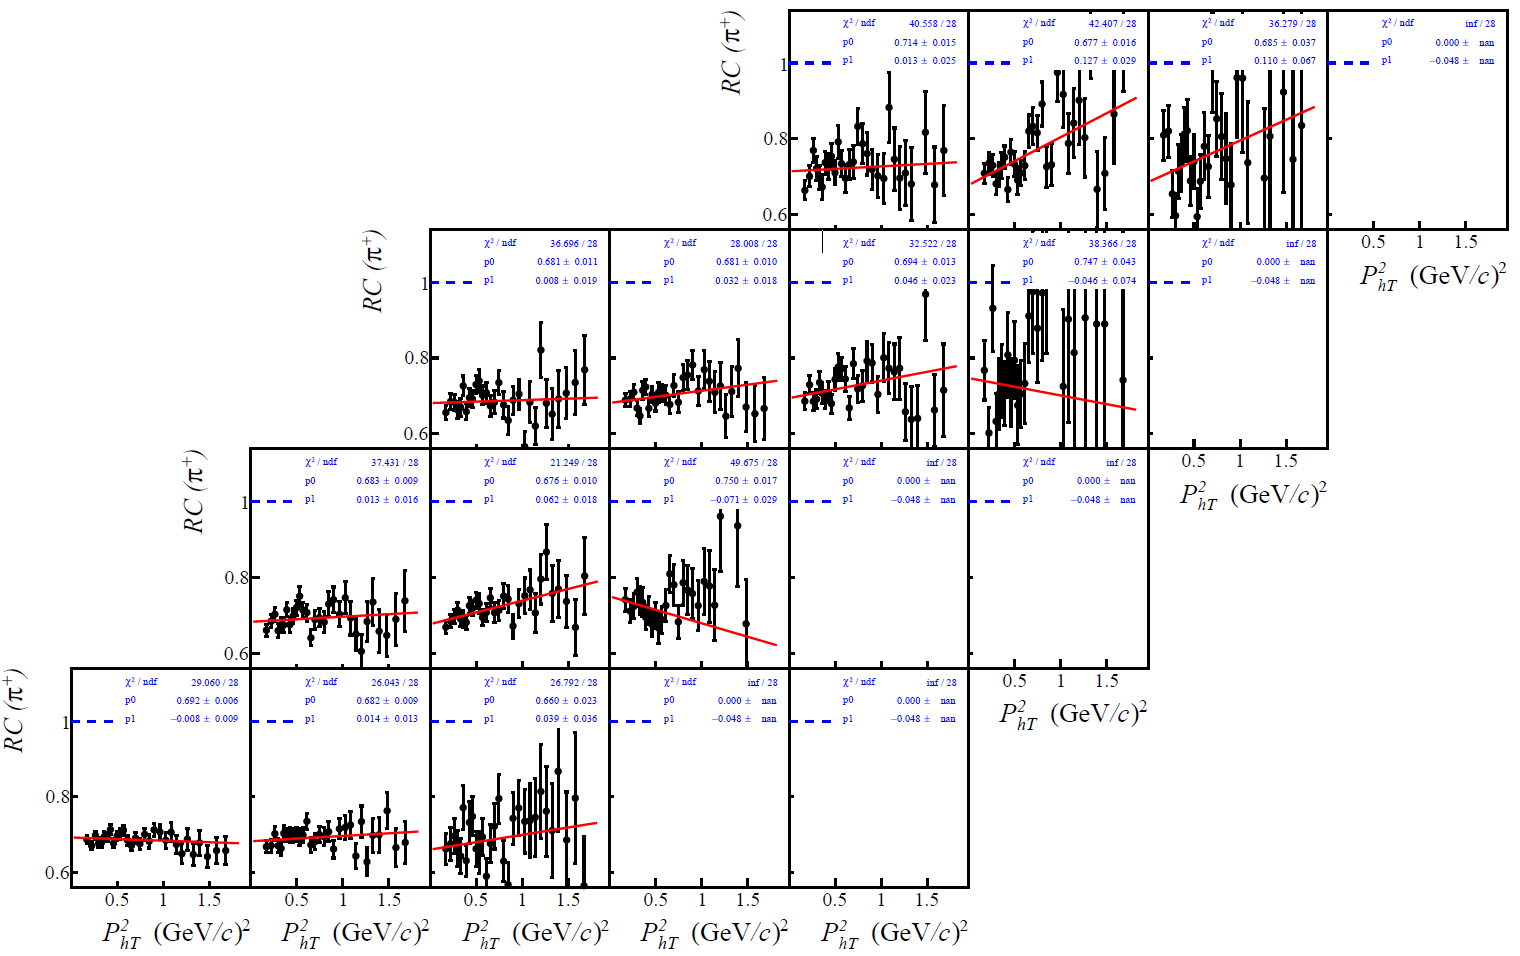 RC (π⁺)
χ² / ndf 40.558 / 28
p0 0.714 ± 0.015
p1 0.013 ± 0.025
χ² / ndf 42.407 / 28
p0 0.677 ± 0.016
p1 0.127 ± 0.029
χ² / ndf 36.279 / 28
p0 0.685 ± 0.037
p1 0.110 ± 0.067
χ² / ndf inf / 28
p0 0.000 ± nan
p1 −0.048 ± nan
1
0.8
0.6
0.5 1 1.5
P²hT (GeV/c)²
RC (π⁺)
χ² / ndf 36.696 / 28
p0 0.681 ± 0.011
p1 0.008 ± 0.019
χ² / ndf 28.008 / 28
p0 0.681 ± 0.010
p1 0.032 ± 0.018
χ² / ndf 32.522 / 28
p0 0.694 ± 0.013
p1 0.046 ± 0.023
χ² / ndf 38.366 / 28
p0 0.747 ± 0.043
p1 −0.046 ± 0.074
χ² / ndf inf / 28
p0 0.000 ± nan
p1 −0.048 ± nan
1
0.8
0.6
0.5 1 1.5
P²hT (GeV/c)²
RC (π⁺)
χ² / ndf 37.431 / 28
p0 0.683 ± 0.009
p1 0.013 ± 0.016
χ² / ndf 21.249 / 28
p0 0.676 ± 0.010
p1 0.062 ± 0.018
χ² / ndf 49.675 / 28
p0 0.750 ± 0.017
p1 −0.071 ± 0.029
χ² / ndf inf / 28
p0 0.000 ± nan
p1 −0.048 ± nan
χ² / ndf inf / 28
p0 0.000 ± nan
p1 −0.048 ± nan
1
0.8
0.6
0.5 1 1.5
P²hT (GeV/c)²
RC (π⁺)
χ² / ndf 29.060 / 28
p0 0.692 ± 0.006
p1 −0.008 ± 0.009
χ² / ndf 26.043 / 28
p0 0.682 ± 0.009
p1 0.014 ± 0.013
χ² / ndf 26.792 / 28
p0 0.660 ± 0.023
p1 0.039 ± 0.036
χ² / ndf inf / 28
p0 0.000 ± nan
p1 −0.048 ± nan
χ² / ndf inf / 28
p0 0.000 ± nan
p1 −0.048 ± nan
1
0.8
0.6
0.5 1 1.5
0.5 1 1.5
0.5 1 1.5
0.5 1 1.5
0.5 1 1.5
P²hT (GeV/c)²
P²hT (GeV/c)²
P²hT (GeV/c)²
P²hT (GeV/c)²
P²hT (GeV/c)²